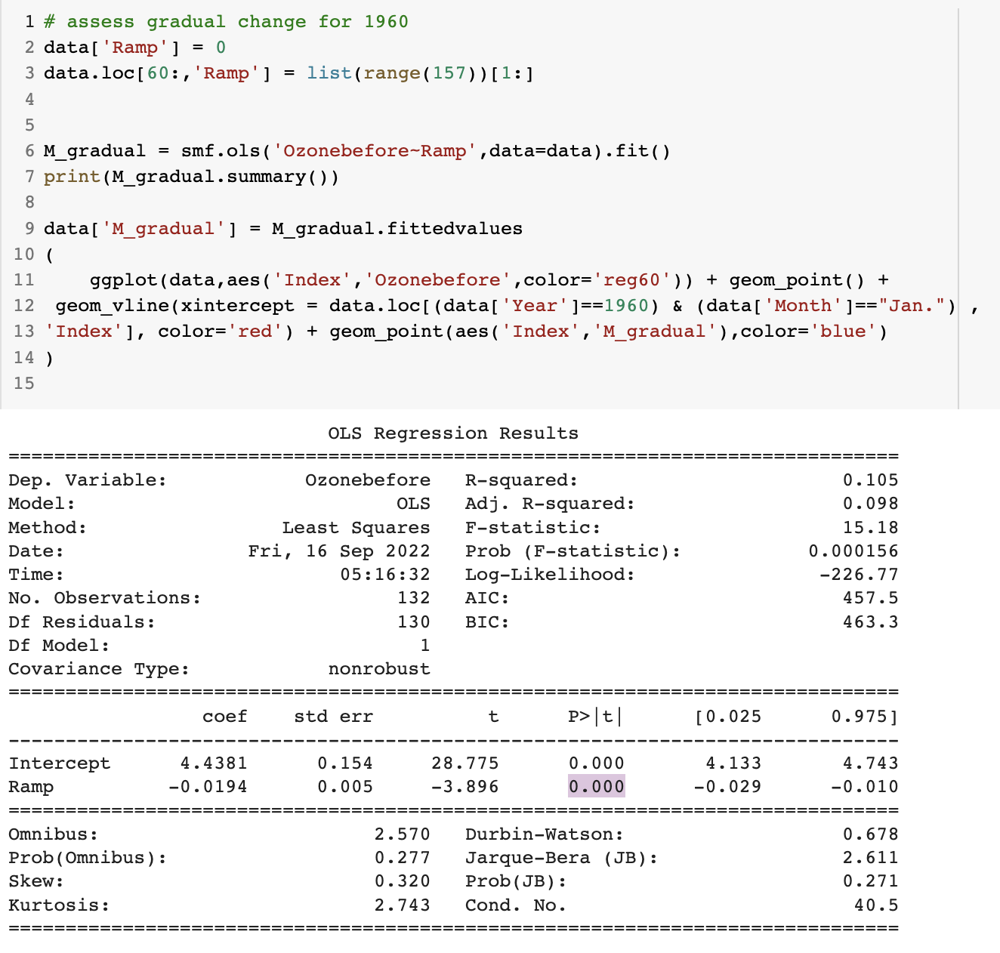 1 # assess gradual change for 1960
2 data['Ramp'] = 0
3 data.loc[60:,'Ramp'] = list(range(157))[1:]
4
5
6 M_gradual = smf.ols('Ozonebefore~Ramp',data=data).fit()
7 print(M_gradual.summary())
8
9 data['M_gradual'] = M_gradual.fittedvalues
10 (
11     ggplot(data,aes('Index','Ozonebefore',color='reg60')) + geom_point() +
12  geom_vline(xintercept = data.loc[(data['Year']==1960) & (data['Month']=="Jan.") ,
13 'Index'], color='red') + geom_point(aes('Index','M_gradual'),color='blue')
14 )
15
OLS Regression Results
==============================================================================
Dep. Variable:            Ozonebefore   R-squared:                       0.105
Model:                            OLS   Adj. R-squared:                  0.098
Method:                 Least Squares   F-statistic:                     15.18
Date:                Fri, 16 Sep 2022   Prob (F-statistic):           0.000156
Time:                        05:16:32   Log-Likelihood:                -226.77
No. Observations:                 132   AIC:                             457.5
Df Residuals:                     130   BIC:                             463.3
Df Model:                           1
Covariance Type:            nonrobust
==============================================================================
                 coef    std err          t      P>|t|      [0.025      0.975]
------------------------------------------------------------------------------
Intercept      4.4381      0.154     28.775      0.000       4.133       4.743
Ramp          -0.0194      0.005     -3.896      0.000      -0.029      -0.010
==============================================================================
Omnibus:                        2.570   Durbin-Watson:                   0.678
Prob(Omnibus):                  0.277   Jarque-Bera (JB):                2.611
Skew:                           0.320   Prob(JB):                        0.271
Kurtosis:                       2.743   Cond. No.                         40.5
==============================================================================